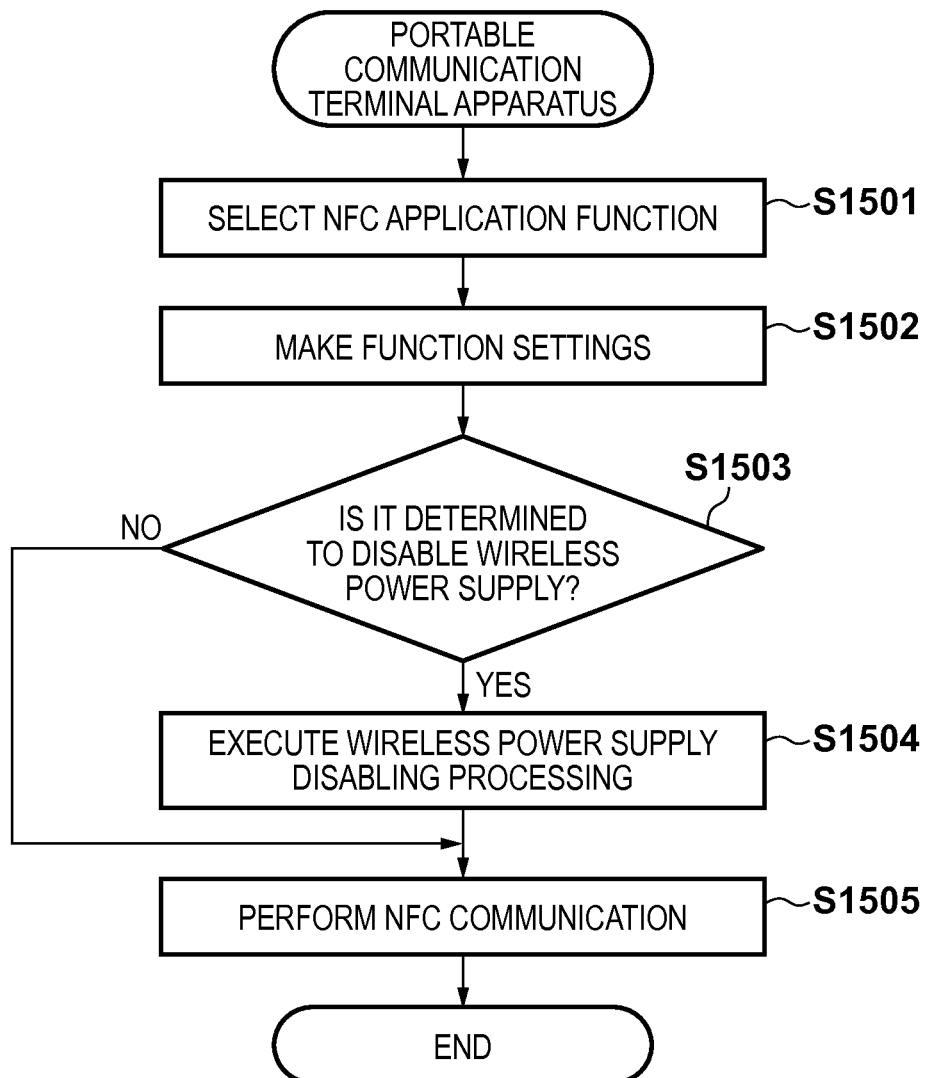 PORTABLE
COMMUNICATION
TERMINAL APPARATUS
SELECT NFC APPLICATION FUNCTION
S1501
MAKE FUNCTION SETTINGS
S1502
S1503
IS IT DETERMINED
TO DISABLE WIRELESS
POWER SUPPLY?
NO
YES
EXECUTE WIRELESS POWER SUPPLY
DISABLING PROCESSING
S1504
PERFORM NFC COMMUNICATION
S1505
END